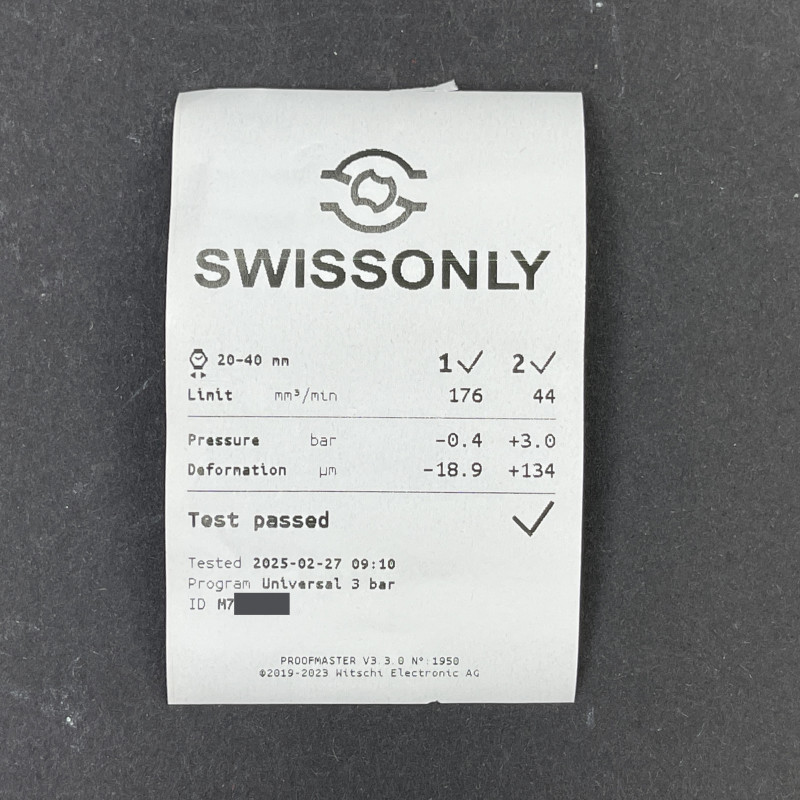 SWISSONLY
20-40 mm 1✓ 2✓
Limit mm³/min 176 44
Pressure bar -0.4 +3.0
Deformation µm -18.9 +134
Test passed ✓
Tested 2025-02-27 09:10
Program Universal 3 bar
ID M7
PROOFMASTER V3.3.0 N°:1950
©2019-2023 Witschi Electronic AG